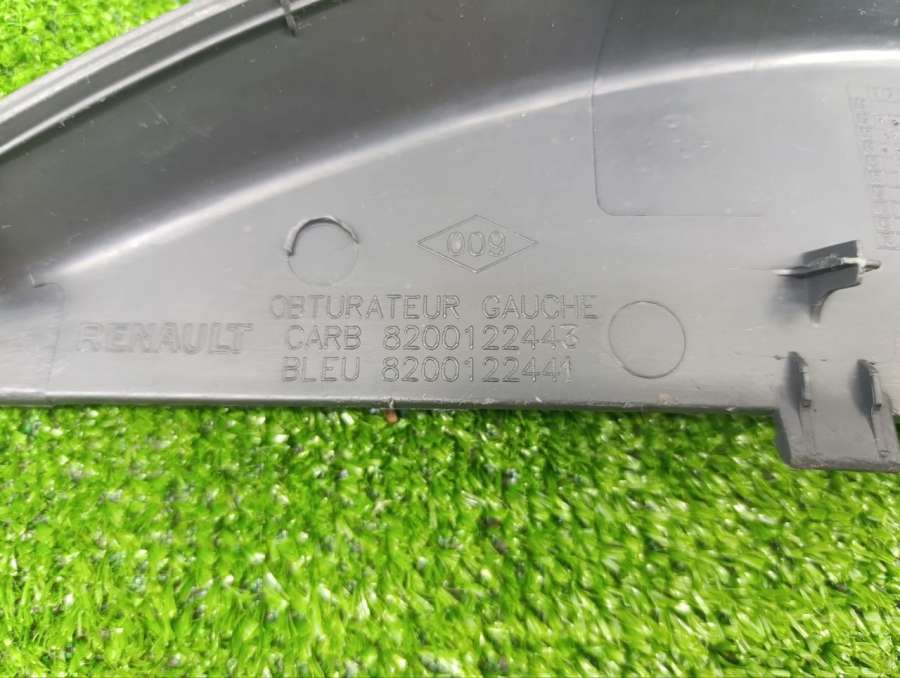 009
OBTURATEUR GAUCHE
RENAULT CARB 8200122443
BLEU 8200122441